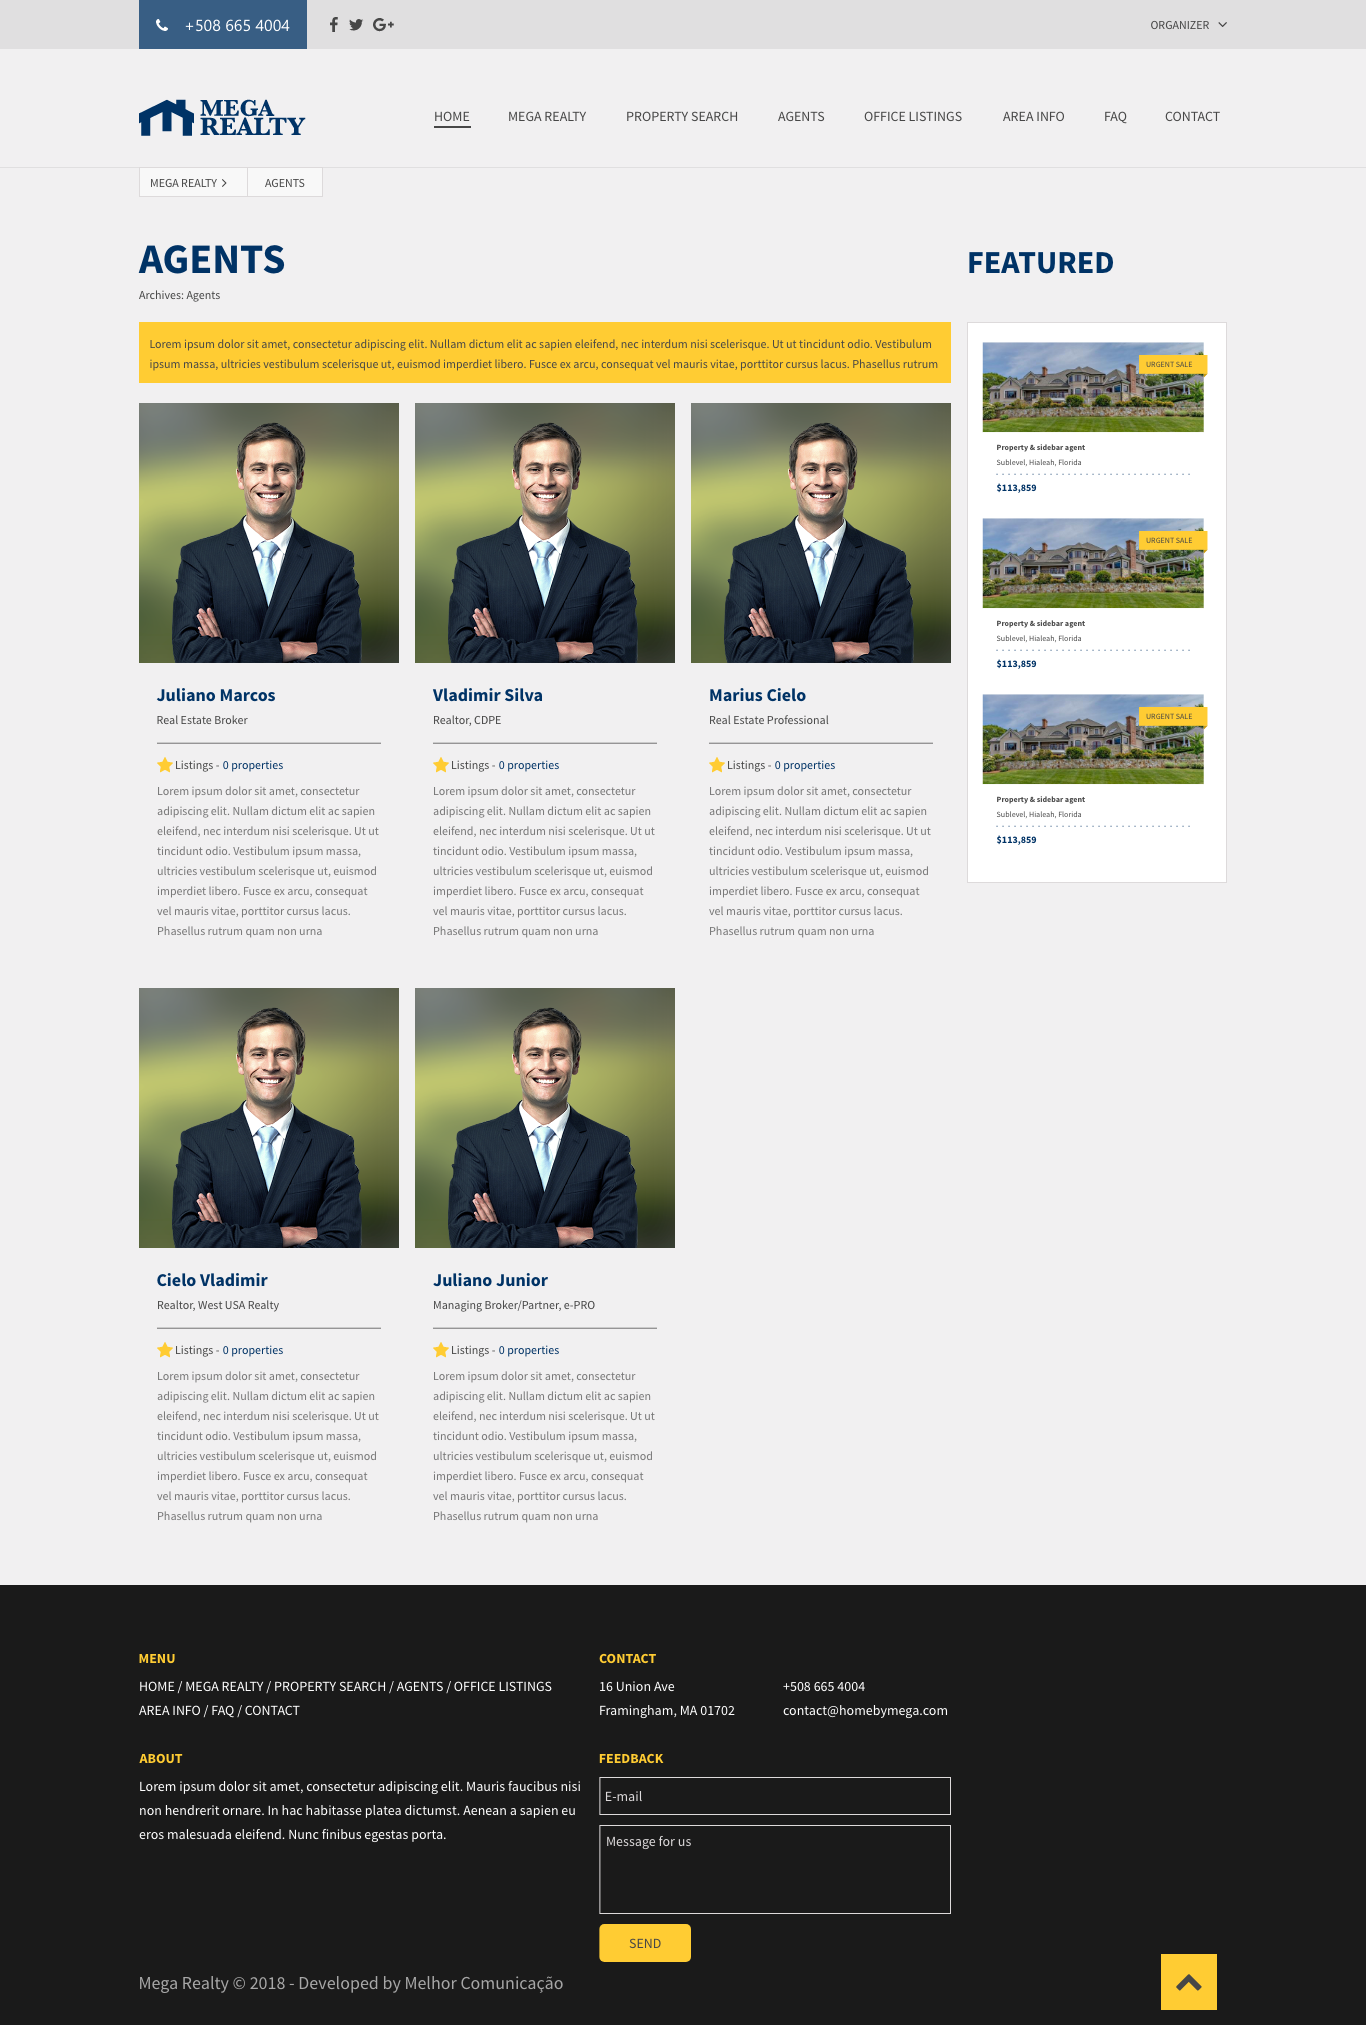 +508 665 4004
ORGANIZER
MEGA
REALTY
HOME MEGA REALTY PROPERTY SEARCH AGENTS OFFICE LISTINGS AREA INFO FAQ CONTACT
MEGA REALTY AGENTS
AGENTS
Archives: Agents
Lorem ipsum dolor sit amet, consectetur adipiscing elit. Nullam dictum elit ac sapien eleifend, nec interdum nisi scelerisque. Ut ut tincidunt odio. Vestibulum
ipsum massa, ultricies vestibulum scelerisque ut, euismod imperdiet libero. Fusce ex arcu, consequat vel mauris vitae, porttitor cursus lacus. Phasellus rutrum
Juliano Marcos
Real Estate Broker
Listings - 0 properties
Lorem ipsum dolor sit amet, consectetur
adipiscing elit. Nullam dictum elit ac sapien
eleifend, nec interdum nisi scelerisque. Ut ut
tincidunt odio. Vestibulum ipsum massa,
ultricies vestibulum scelerisque ut, euismod
imperdiet libero. Fusce ex arcu, consequat
vel mauris vitae, porttitor cursus lacus.
Phasellus rutrum quam non urna
Vladimir Silva
Realtor, CDPE
Listings - 0 properties
Lorem ipsum dolor sit amet, consectetur
adipiscing elit. Nullam dictum elit ac sapien
eleifend, nec interdum nisi scelerisque. Ut ut
tincidunt odio. Vestibulum ipsum massa,
ultricies vestibulum scelerisque ut, euismod
imperdiet libero. Fusce ex arcu, consequat
vel mauris vitae, porttitor cursus lacus.
Phasellus rutrum quam non urna
Marius Cielo
Real Estate Professional
Listings - 0 properties
Lorem ipsum dolor sit amet, consectetur
adipiscing elit. Nullam dictum elit ac sapien
eleifend, nec interdum nisi scelerisque. Ut ut
tincidunt odio. Vestibulum ipsum massa,
ultricies vestibulum scelerisque ut, euismod
imperdiet libero. Fusce ex arcu, consequat
vel mauris vitae, porttitor cursus lacus.
Phasellus rutrum quam non urna
Cielo Vladimir
Realtor, West USA Realty
Listings - 0 properties
Lorem ipsum dolor sit amet, consectetur
adipiscing elit. Nullam dictum elit ac sapien
eleifend, nec interdum nisi scelerisque. Ut ut
tincidunt odio. Vestibulum ipsum massa,
ultricies vestibulum scelerisque ut, euismod
imperdiet libero. Fusce ex arcu, consequat
vel mauris vitae, porttitor cursus lacus.
Phasellus rutrum quam non urna
Juliano Junior
Managing Broker/Partner, e-PRO
Listings - 0 properties
Lorem ipsum dolor sit amet, consectetur
adipiscing elit. Nullam dictum elit ac sapien
eleifend, nec interdum nisi scelerisque. Ut ut
tincidunt odio. Vestibulum ipsum massa,
ultricies vestibulum scelerisque ut, euismod
imperdiet libero. Fusce ex arcu, consequat
vel mauris vitae, porttitor cursus lacus.
Phasellus rutrum quam non urna
FEATURED
URGENT SALE
Property & sidebar agent
Sublevel, Hialeah, Florida
$113,859
URGENT SALE
Property & sidebar agent
Sublevel, Hialeah, Florida
$113,859
URGENT SALE
Property & sidebar agent
Sublevel, Hialeah, Florida
$113,859
MENU
HOME / MEGA REALTY / PROPERTY SEARCH / AGENTS / OFFICE LISTINGS
AREA INFO / FAQ / CONTACT
ABOUT
Lorem ipsum dolor sit amet, consectetur adipiscing elit. Mauris faucibus nisi
non hendrerit ornare. In hac habitasse platea dictumst. Aenean a sapien eu
eros malesuada eleifend. Nunc finibus egestas porta.
CONTACT
16 Union Ave
Framingham, MA 01702
+508 665 4004
contact@homebymega.com
FEEDBACK
E-mail
Message for us
SEND
Mega Realty © 2018 - Developed by Melhor Comunicação